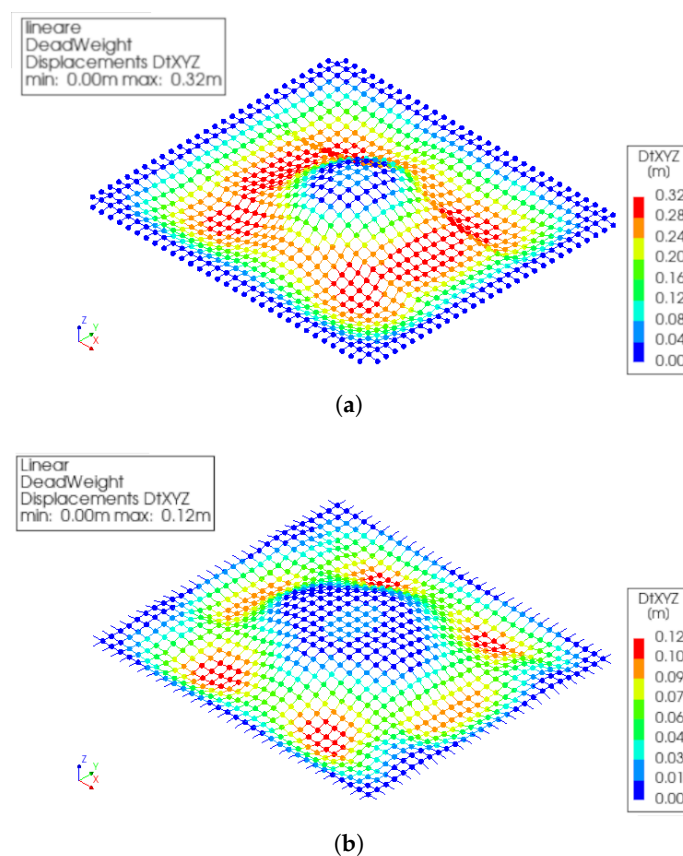 lineare
DeadWeight
Displacements DtXYZ
min: 0.00m max: 0.32m
DtXYZ
[m]
0.32
0.28
0.24
0.20
0.16
0.12
0.08
0.04
0.00
Z
Y
X
(a)
Linear
DeadWeight
Displacements DtXYZ
min: 0.00m max: 0.12m
DtXYZ
[m]
0.12
0.10
0.09
0.07
0.06
0.04
0.03
0.01
0.00
Z
Y
X
(b)